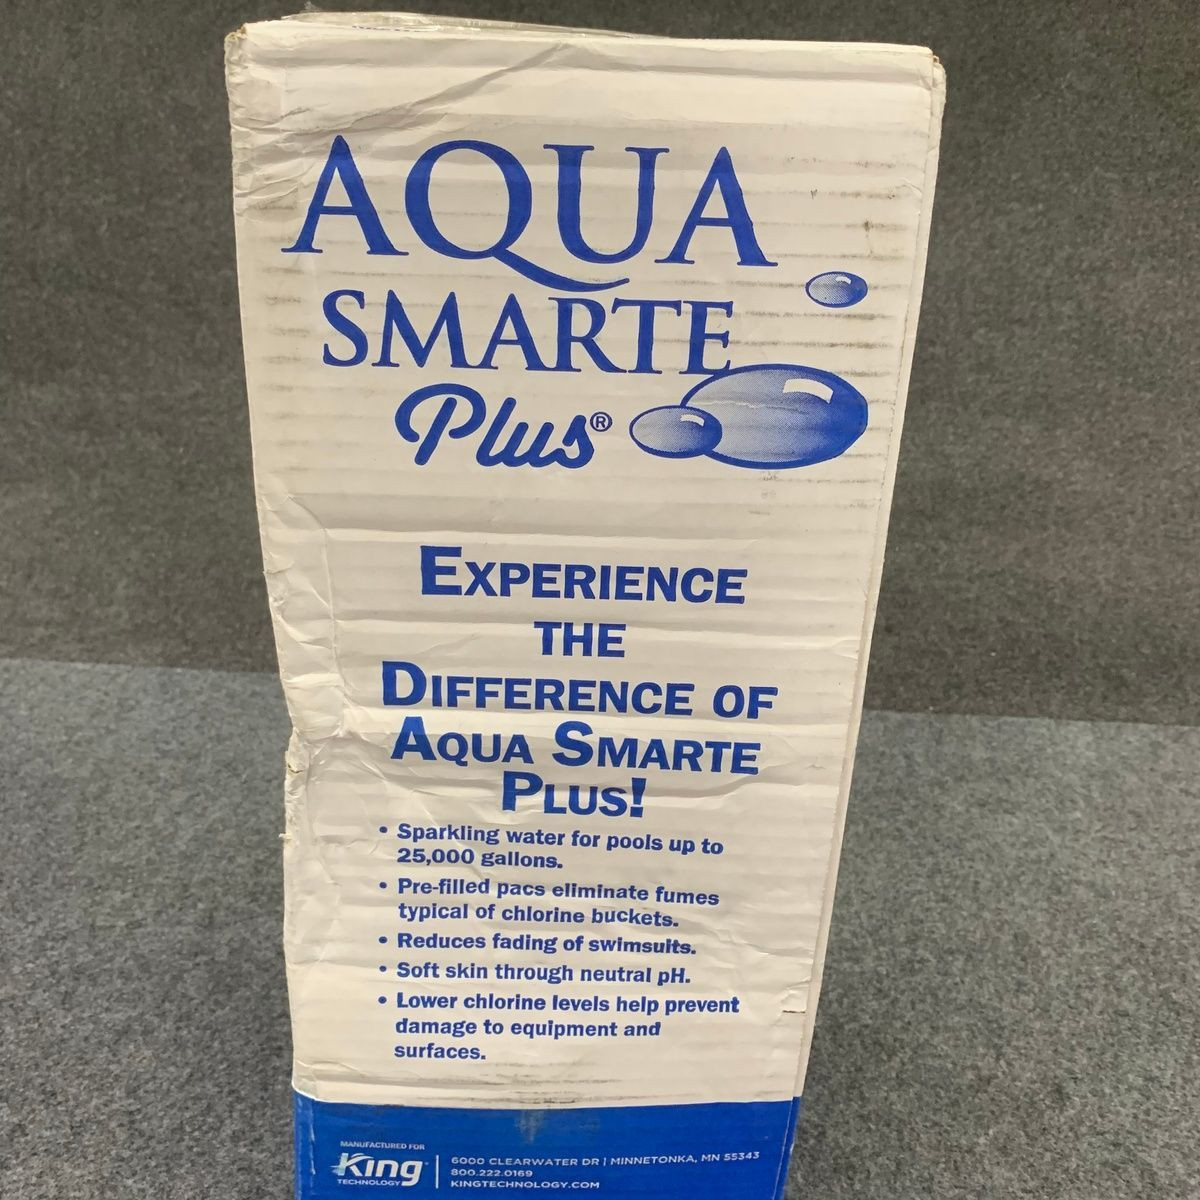 AQUA
SMARTE
Plus®
EXPERIENCE
THE
DIFFERENCE OF
AQUA SMARTE
PLUS!
• Sparkling water for pools up to
25,000 gallons.
• Pre-filled pacs eliminate fumes
typical of chlorine buckets.
• Reduces fading of swimsuits.
• Soft skin through neutral pH.
• Lower chlorine levels help prevent
damage to equipment and
surfaces.
MANUFACTURED FOR
King
TECHNOLOGY
6000 CLEARWATER DR | MINNETONKA, MN 55343
800.222.0169
KINGTECHNOLOGY.COM